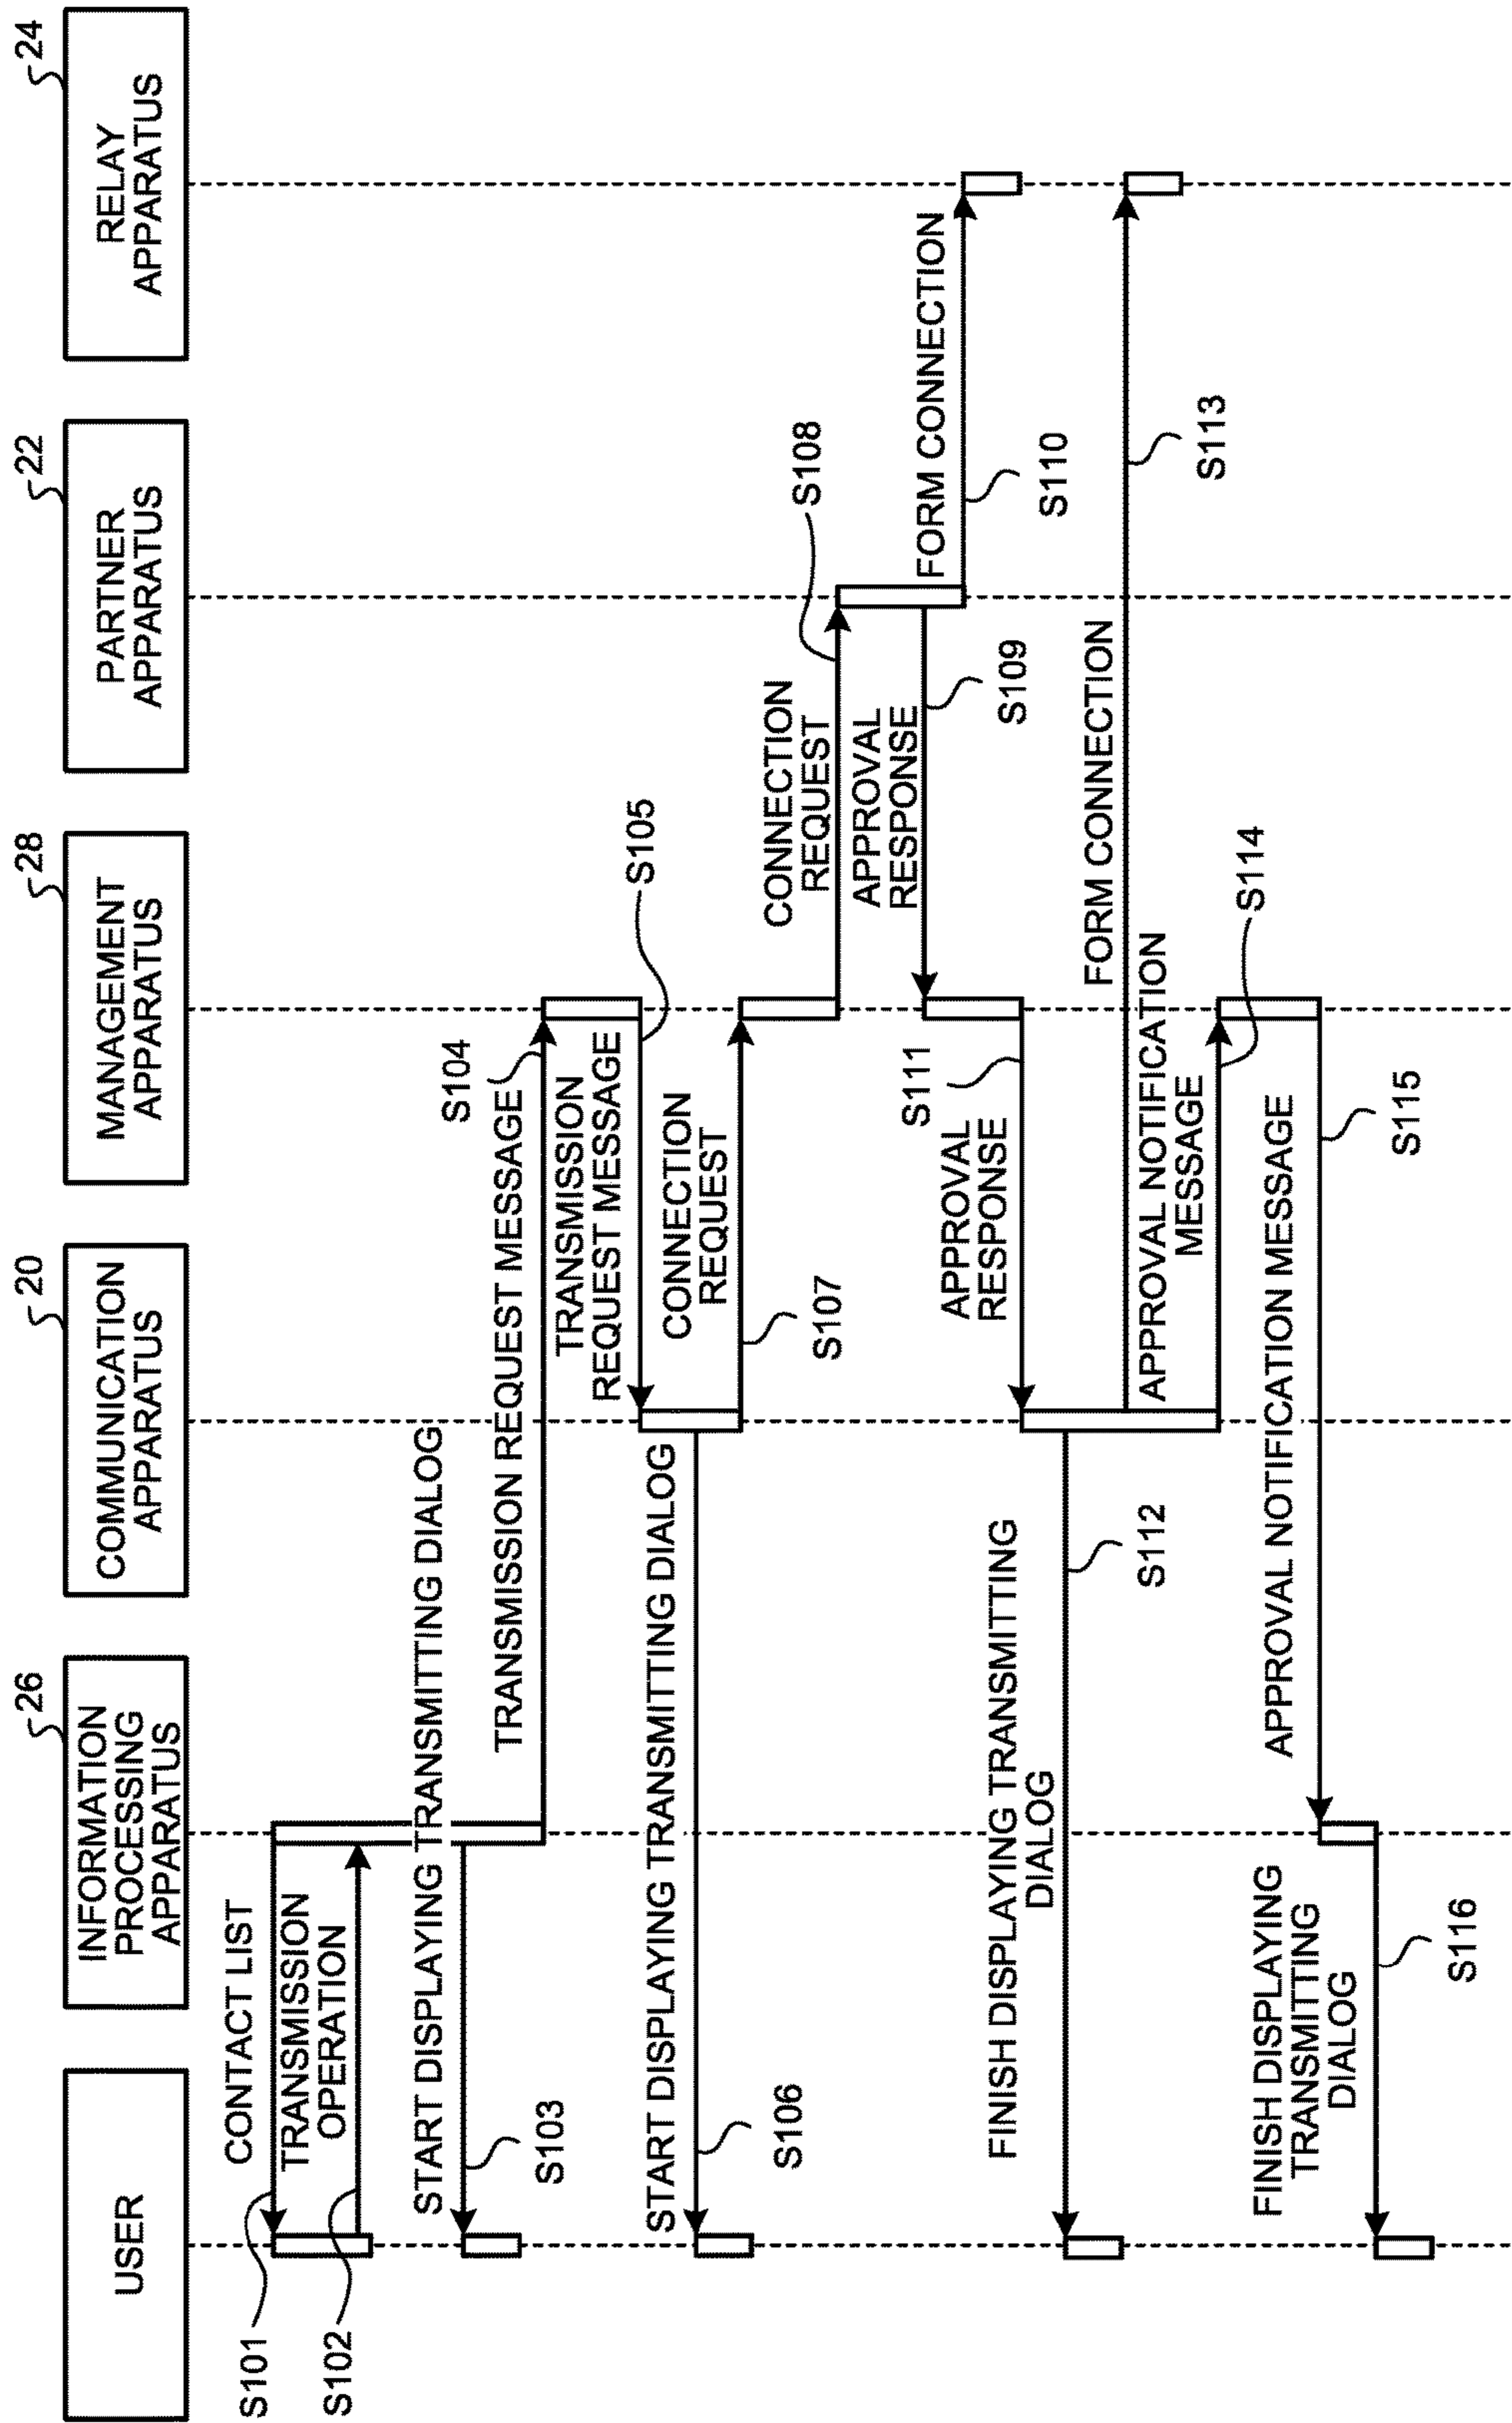 USER
INFORMATION
PROCESSING
APPARATUS
26
COMMUNICATION
APPARATUS
20
MANAGEMENT
APPARATUS
28
PARTNER
APPARATUS
22
RELAY
APPARATUS
24
S101
CONTACT LIST
S102
TRANSMISSION
OPERATION
START DISPLAYING TRANSMITTING DIALOG
S103
TRANSMISSION REQUEST MESSAGE
S104
TRANSMISSION
REQUEST MESSAGE
S105
START DISPLAYING TRANSMITTING DIALOG
S106
CONNECTION
REQUEST
S107
CONNECTION
REQUEST
S108
APPROVAL
RESPONSE
S109
FORM CONNECTION
S110
APPROVAL
RESPONSE
S111
FINISH DISPLAYING TRANSMITTING
DIALOG
S112
FORM CONNECTION
S113
APPROVAL NOTIFICATION
MESSAGE
S114
APPROVAL NOTIFICATION MESSAGE
S115
FINISH DISPLAYING
TRANSMITTING
DIALOG
S116